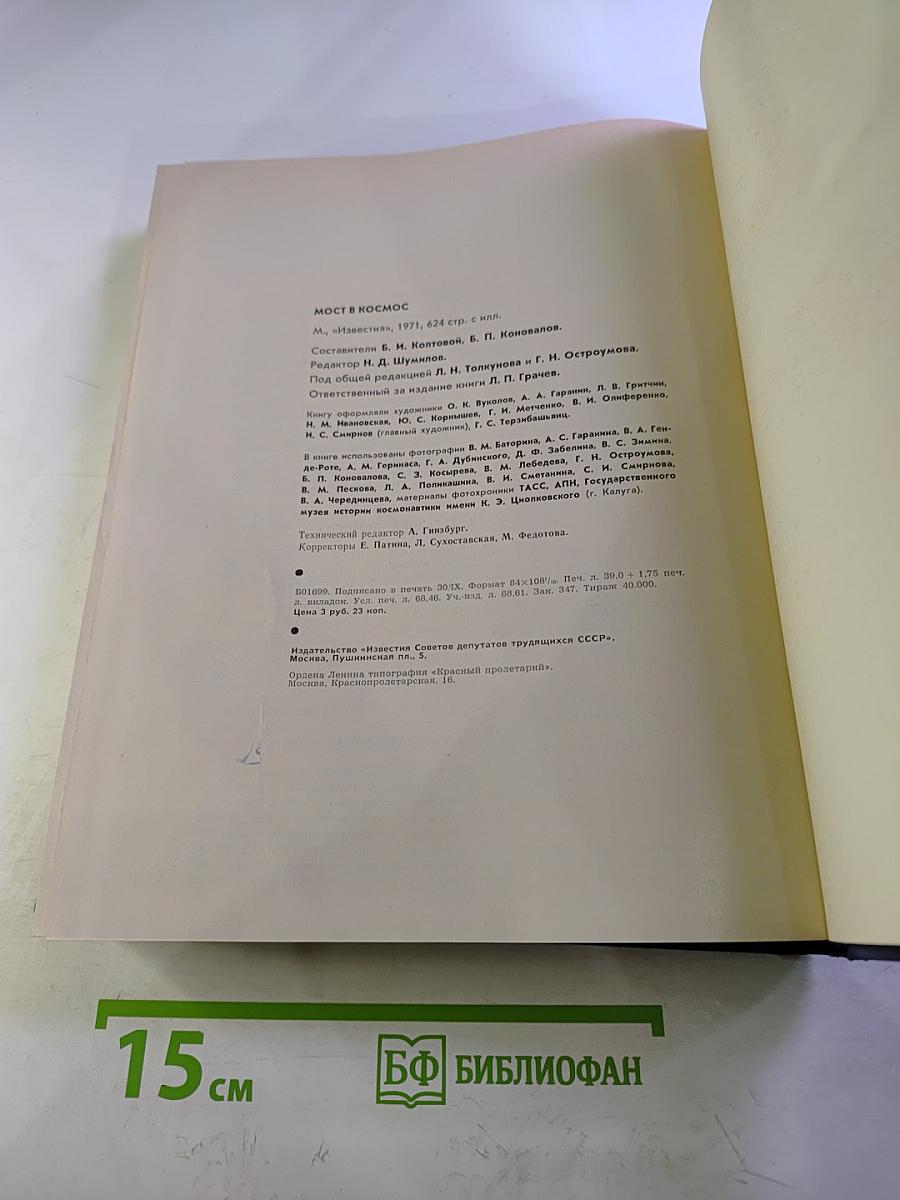 МОСТ В КОСМОС
М., «Известия», 1971, 624 стр. с илл.
Составители Б. И. Коптовой, Б. П. Коновалов.
Редактор Н. Д. Шумилов.
Под общей редакцией Л. Н. Толкунова и Г. Н. Остроумова.
Ответственный за издание книги Л. П. Грачев.
Книгу оформляли художники О. К. Вуколов, А. А. Гаранин, Л. В. Гритчин,
Н. М. Ивановская, Ю. С. Корнышев, Г. И. Метченко, В. И. Олиференко,
И. С. Смирнов (главный художник), Г. С. Терзибашьянц.
В книге использованы фотографии В. М. Баторина, А. С. Гаранина, В. А. Ген-
де-Роте, А. М. Геринаса, Г. А. Дубинского, Д. Ф. Забелина, В. С. Зимина,
Б. П. Коновалова, С. З. Косырева, В. М. Лебедева, Г. Н. Остроумова,
В. М. Пескова, Л. А. Поликашина, В. И. Сметанина, С. И. Смирнова,
В. А. Черединцева, материалы фотохроники ТАСС, АПН, Государственного
музея истории космонавтики имени К. Э. Циолковского (г. Калуга).
Технический редактор А. Гинзбург.
Корректоры Е. Патина, Л. Сухоставская, М. Федотова.
Б01699. Подписано в печать 30/IX. Формат 84×108¹/₁₆. Печ. л. 39,0 + 1,75 печ.
л. вкладок. Усл. печ. л. 68,46. Уч.-изд. л. 68,61. Зак. 347. Тираж 40.000.
Цена 3 руб. 23 коп.
Издательство «Известия Советов депутатов трудящихся СССР».
Москва, Пушкинская пл., 5.
Ордена Ленина типография «Красный пролетарий».
Москва, Краснопролетарская, 16.
15 см
БФ БИБЛИОФАН